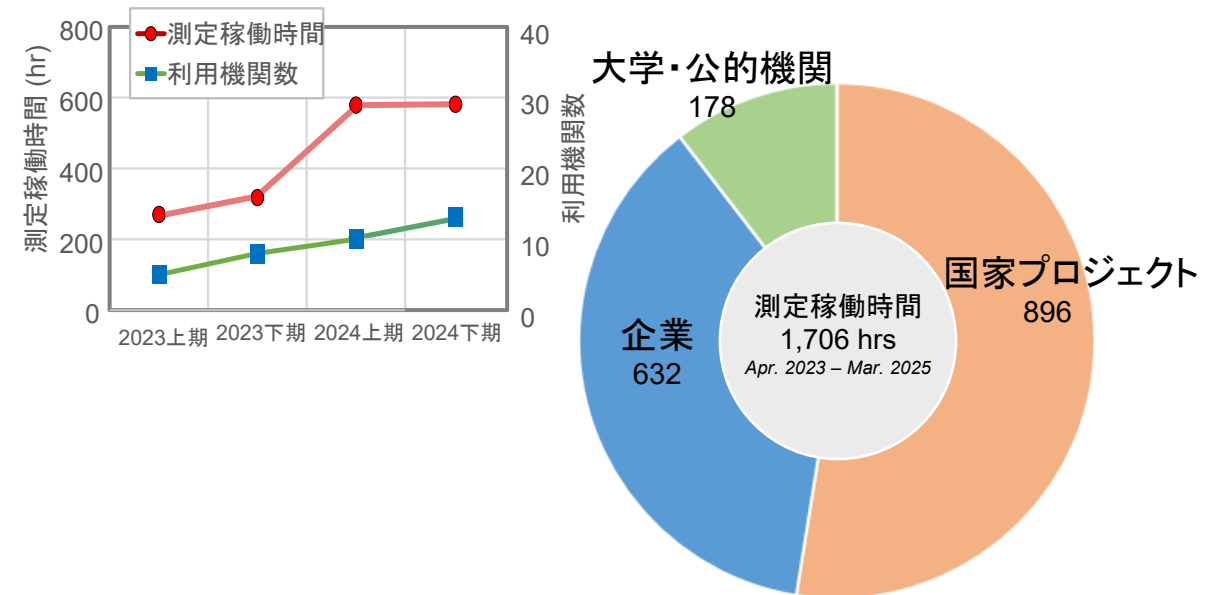 測定稼働時間
利用機関数
測定稼働時間 (hr)
800
600
400
200
0
40
30
20
10
0
利用機関数
2023上期
2023下期
2024上期
2024下期
大学・公的機関
178
国家プロジェクト
896
企業
632
測定稼働時間
1,706 hrs
Apr. 2023 – Mar. 2025